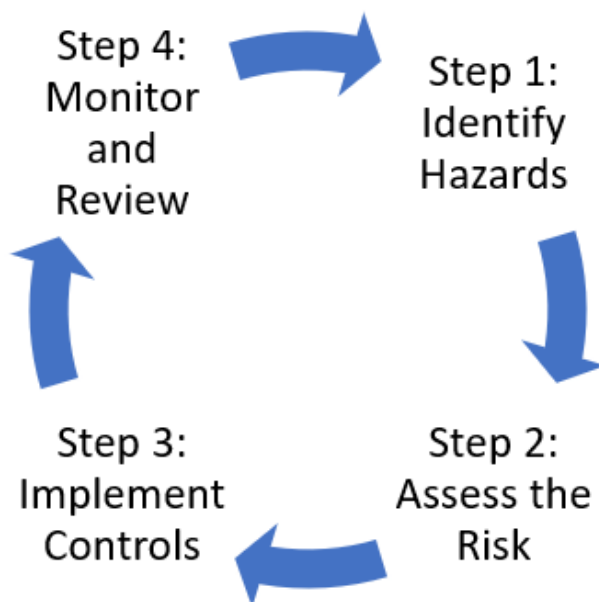 Step 1:
Identify
Hazards
Step 2:
Assess the
Risk
Step 3:
Implement
Controls
Step 4:
Monitor
and
Review